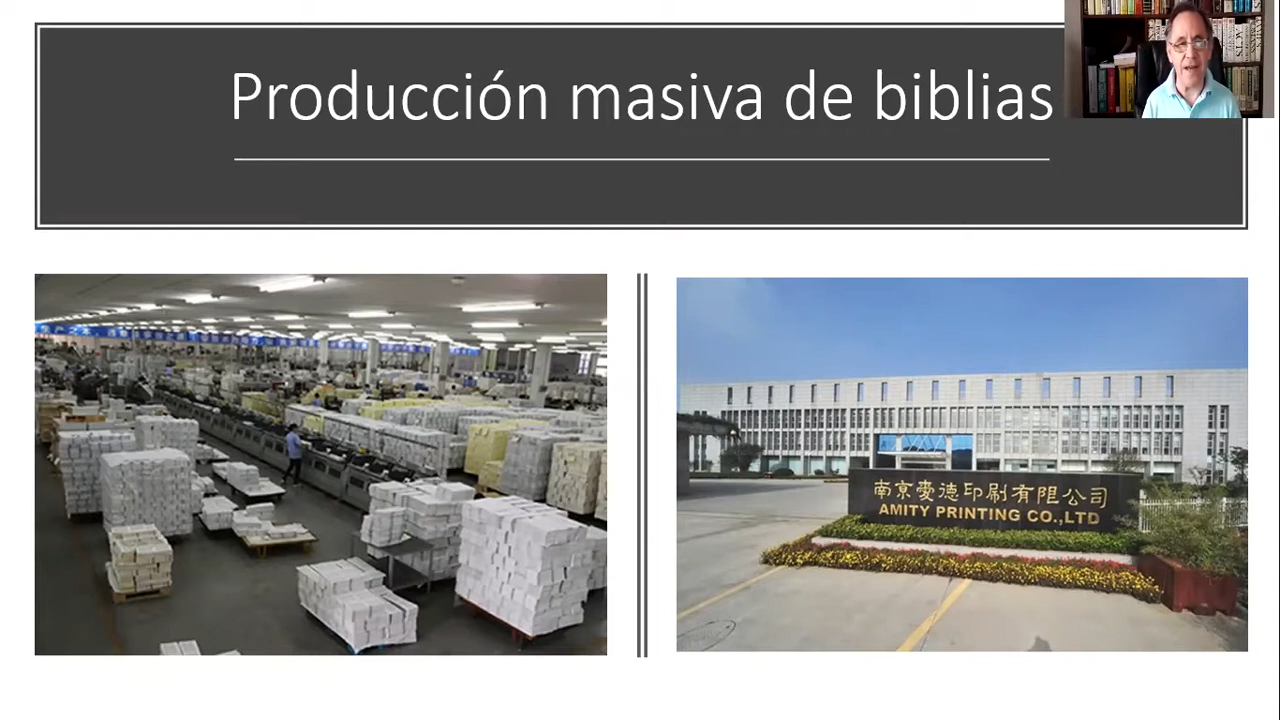 Producción masiva de biblias
南京爱德印刷有限公司
AMITY PRINTING CO.,LTD